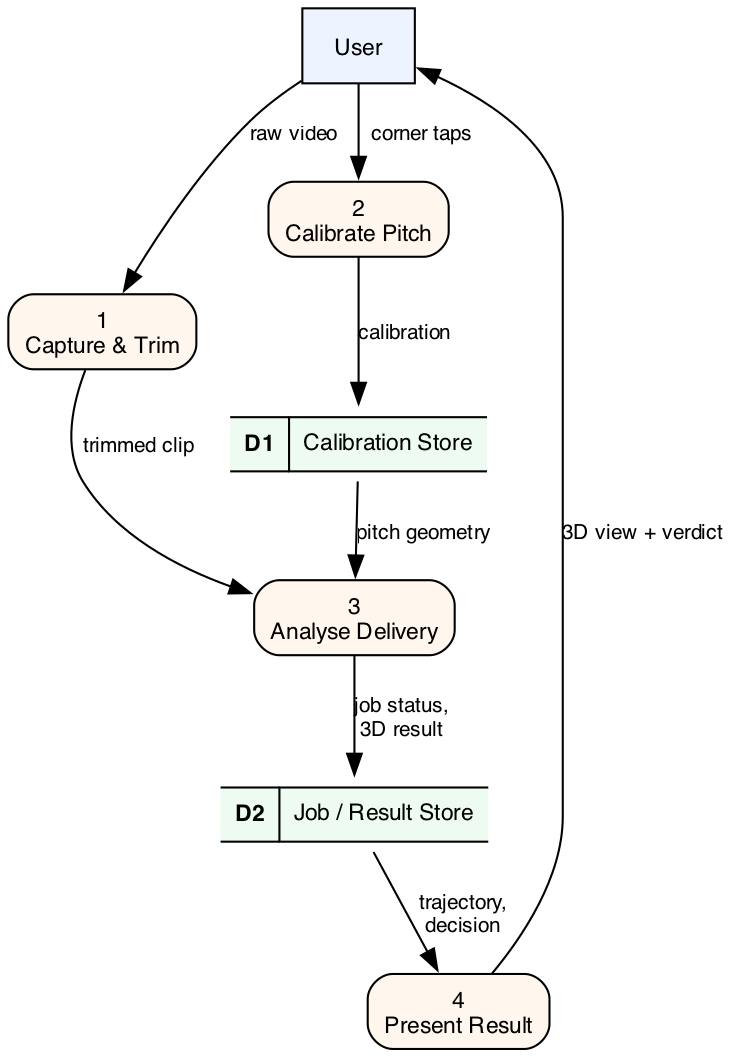 User
raw video
corner taps
2
Calibrate Pitch
1
Capture & Trim
calibration
trimmed clip
D1 Calibration Store
pitch geometry
3D view + verdict
3
Analyse Delivery
job status,
3D result
D2 Job / Result Store
trajectory,
decision
4
Present Result